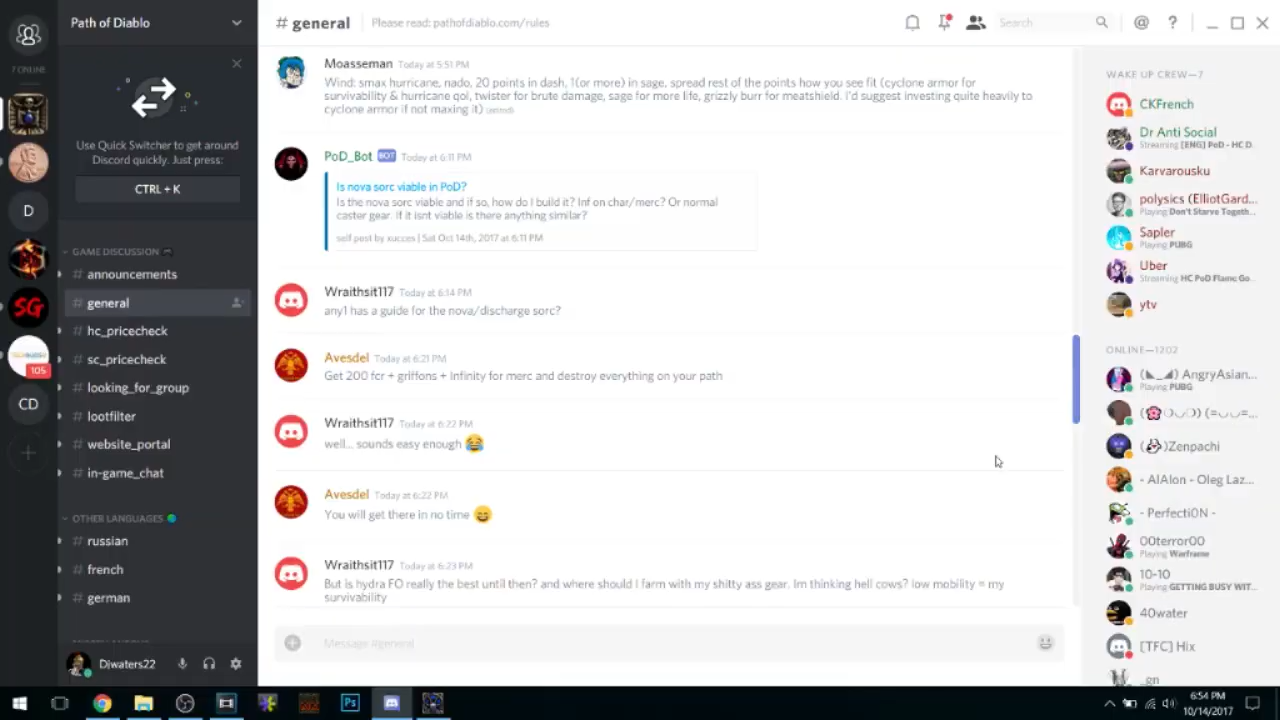 Path of Diablo
# general
Please read: pathofdiablo.com/rules
Search
7 ONLINE
Use Quick Switcher to get around
Discord quickly. Just press:
CTRL + K
GAME DISCUSSION
# announcements
# general
# hc_pricecheck
# sc_pricecheck
# looking_for_group
# lootfilter
# website_portal
# in-game_chat
OTHER LANGUAGES
# russian
# french
# german
Djwaters22
D
SG
105
CD
Moasseman Today at 5:51 PM
Wind: smax hurricane, nado, 20 points in dash, 1(or more) in sage, spread rest of the points how you see fit (cyclone armor for
survivability & hurricane qol, twister for brute damage, sage for more life, grizzly burr for meatshield. I'd suggest investing quite heavily to
cyclone armor if not maxing it) (edited)
PoD_Bot BOT Today at 6:11 PM
Is nova sorc viable in PoD?
Is the nova sorc viable and if so, how do I build it? Inf on char/merc? Or normal
caster gear. If it isnt viable is there anything similar?
self post by xucces | Sat Oct 14th, 2017 at 6:11 PM
Wraithsit117 Today at 6:14 PM
any1 has a guide for the nova/discharge sorc?
Avesdel Today at 6:21 PM
Get 200 fcr + griffons + Infinity for merc and destroy everything on your path
Wraithsit117 Today at 6:22 PM
well... sounds easy enough 😂
Avesdel Today at 6:22 PM
You will get there in no time 😄
Wraithsit117 Today at 6:23 PM
But is hydra FO really the best until then? and where should I farm with my shitty ass gear. Im thinking hell cows? low mobility = my
survivability
Message #general
WAKE UP CREW—7
CKFrench
Dr Anti Social
Streaming [ENG] PoD - HC D...
Karvarousku
polysics (ElliotGard...
Playing Don't Starve Togeth...
Sapler
Playing PUBG
Uber
Streaming HC PoD Flame Go...
ytv
ONLINE—1202
(◣_◢) AngryAsian...
Playing PUBG
)Zenpachi
- AlAlon - Oleg Laz...
- Perfecti0N -
00terror00
Playing Warframe
10-10
Playing GETTING BUSY WIT...
40water
[TFC] Hix
_gn
Ps
6:54 PM
10/14/2017